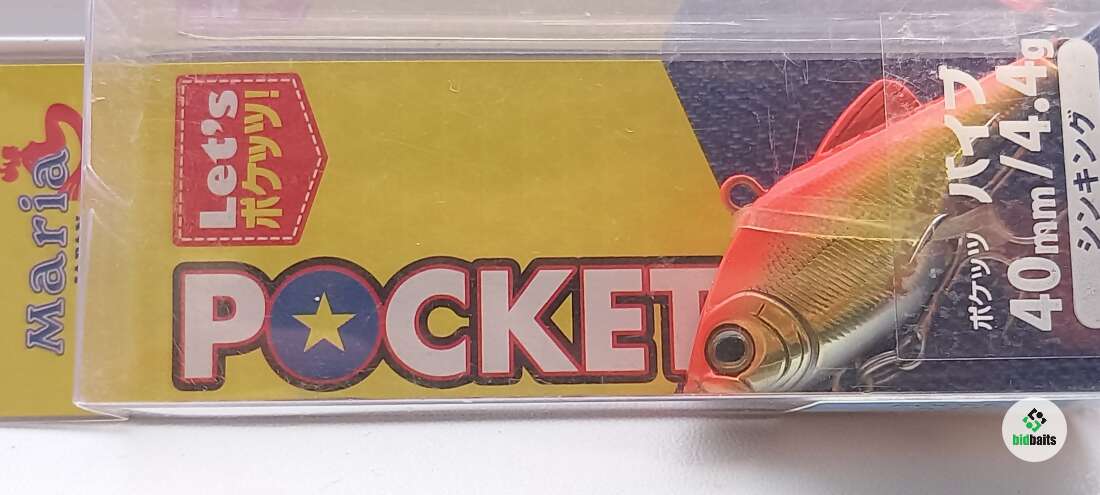 Maria
JAPAN
Let's
ポケッツ!
POCKET
ポケッツ バイブ
40mm/4.4g
シンキング
bidbaits